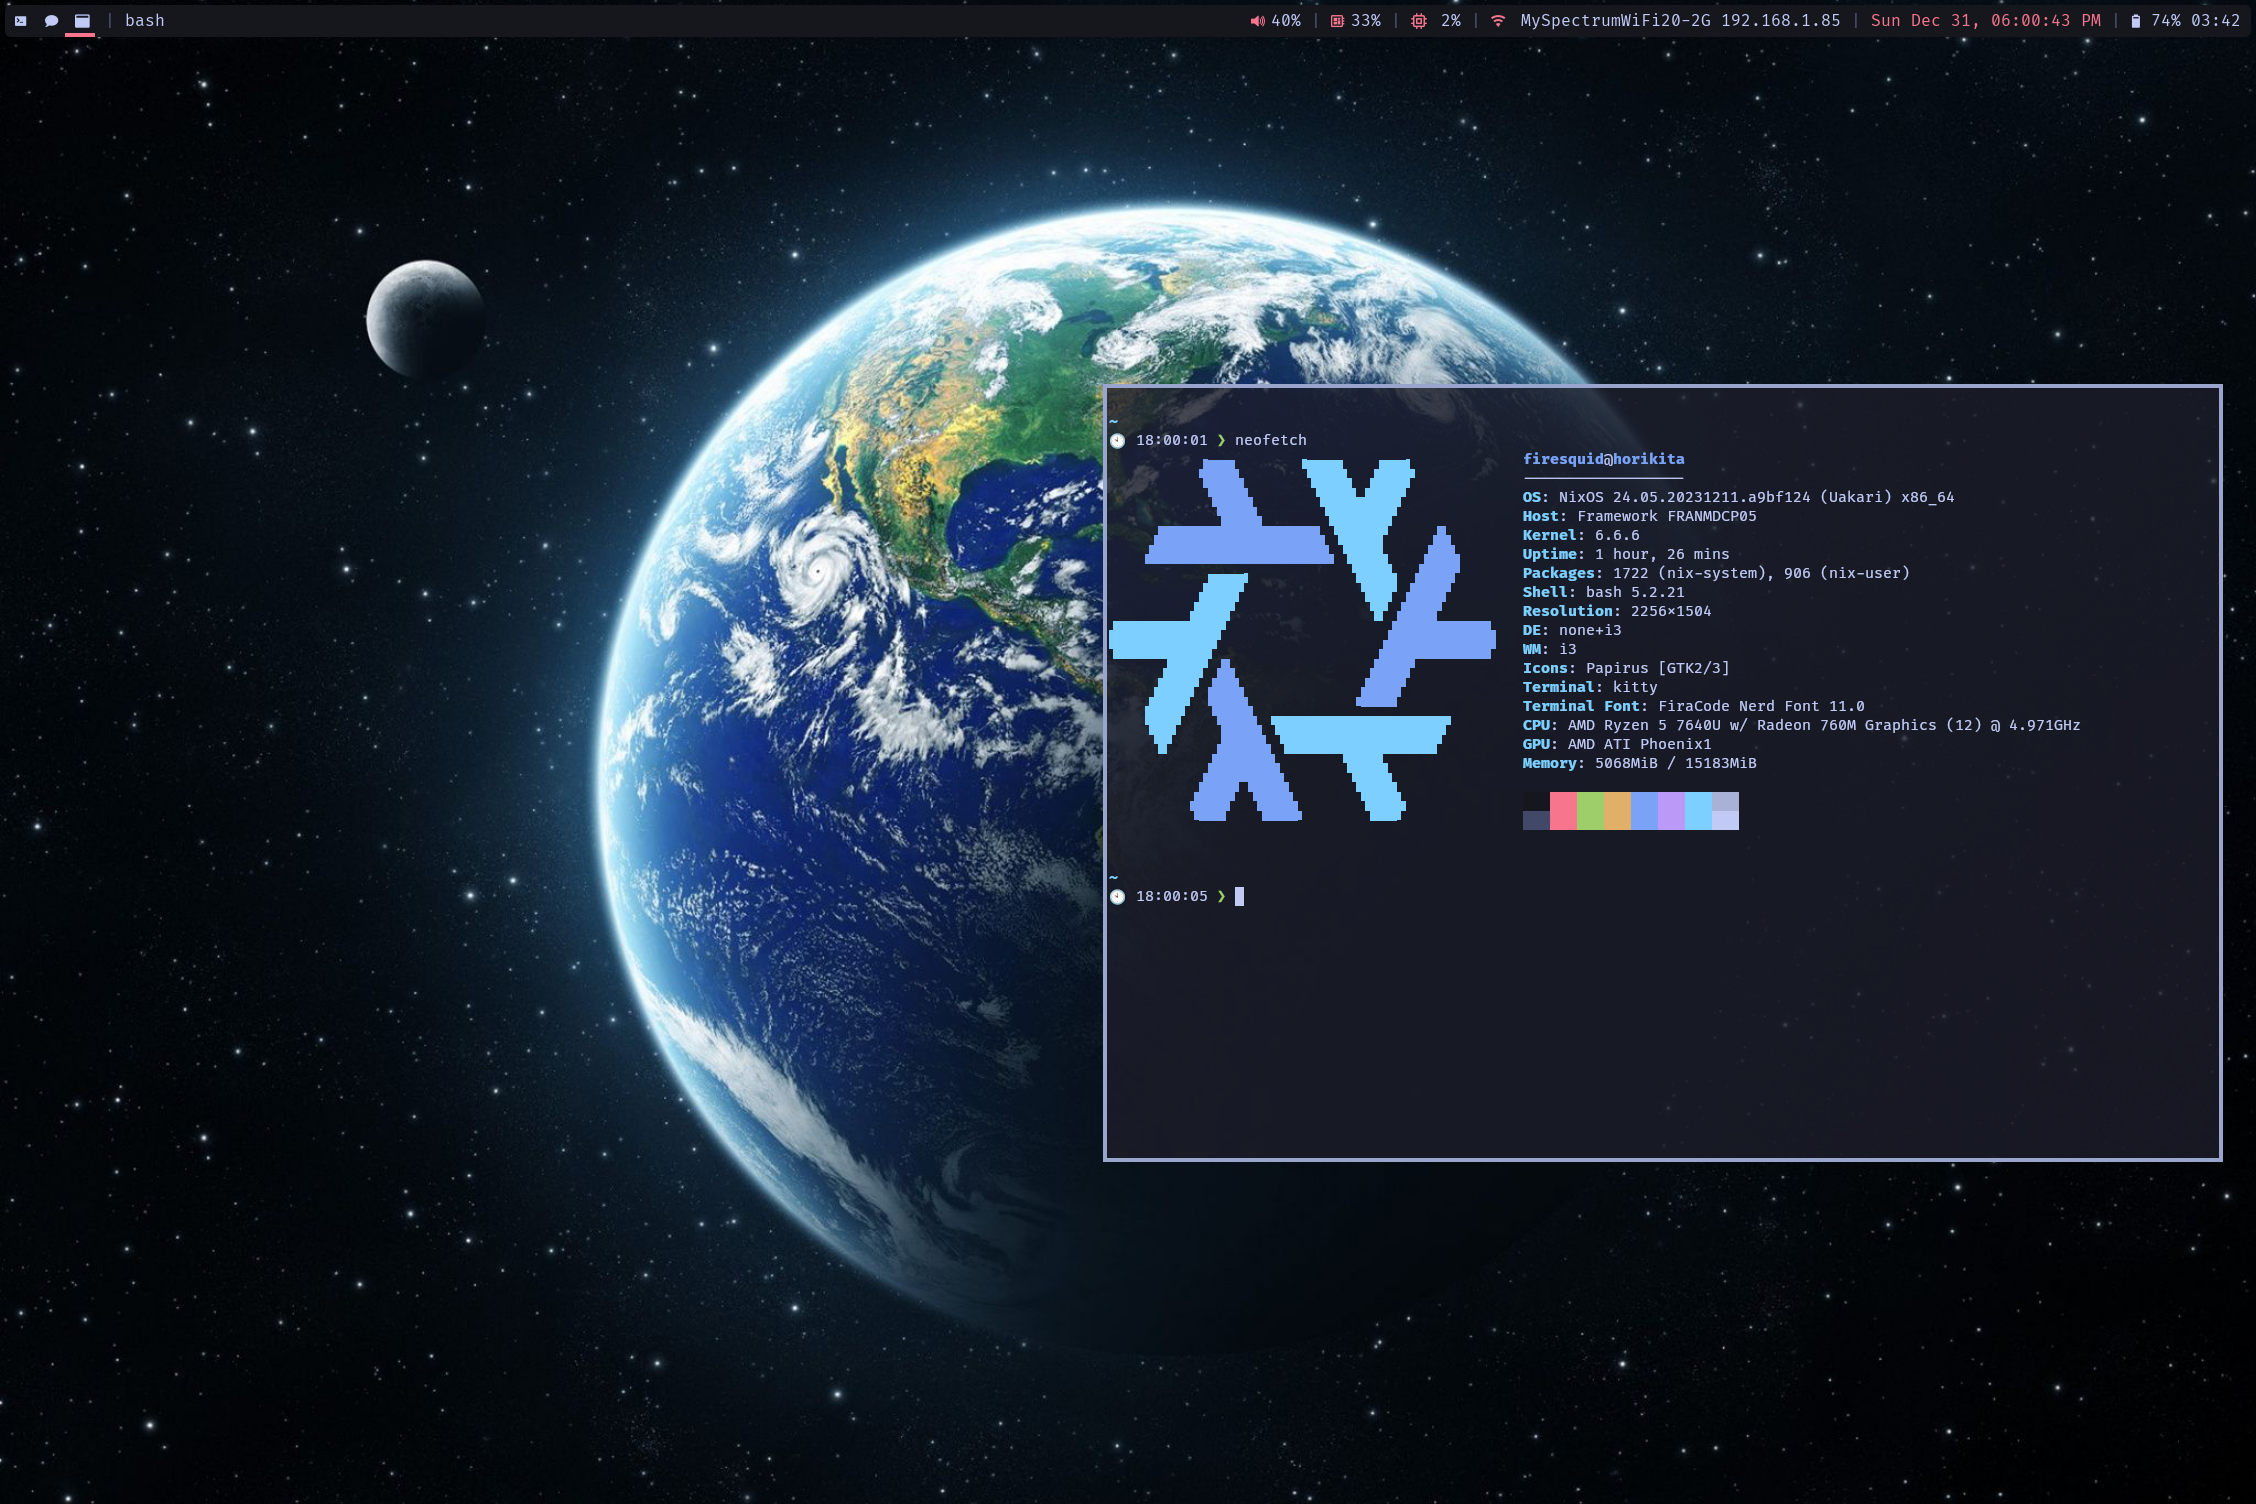 bash
40% | 33% | 2% | MySpectrumWiFi20-2G 192.168.1.85 | Sun Dec 31, 06:00:43 PM | 74% 03:42
~
18:00:01 ❯ neofetch
firesquid@horikita
------------------
OS: NixOS 24.05.20231211.a9bf124 (Uakari) x86_64
Host: Framework FRANMDCP05
Kernel: 6.6.6
Uptime: 1 hour, 26 mins
Packages: 1722 (nix-system), 906 (nix-user)
Shell: bash 5.2.21
Resolution: 2256×1504
DE: none+i3
WM: i3
Icons: Papirus [GTK2/3]
Terminal: kitty
Terminal Font: FiraCode Nerd Font 11.0
CPU: AMD Ryzen 5 7640U w/ Radeon 760M Graphics (12) @ 4.971GHz
GPU: AMD ATI Phoenix1
Memory: 5068MiB / 15183MiB
~
18:00:05 ❯